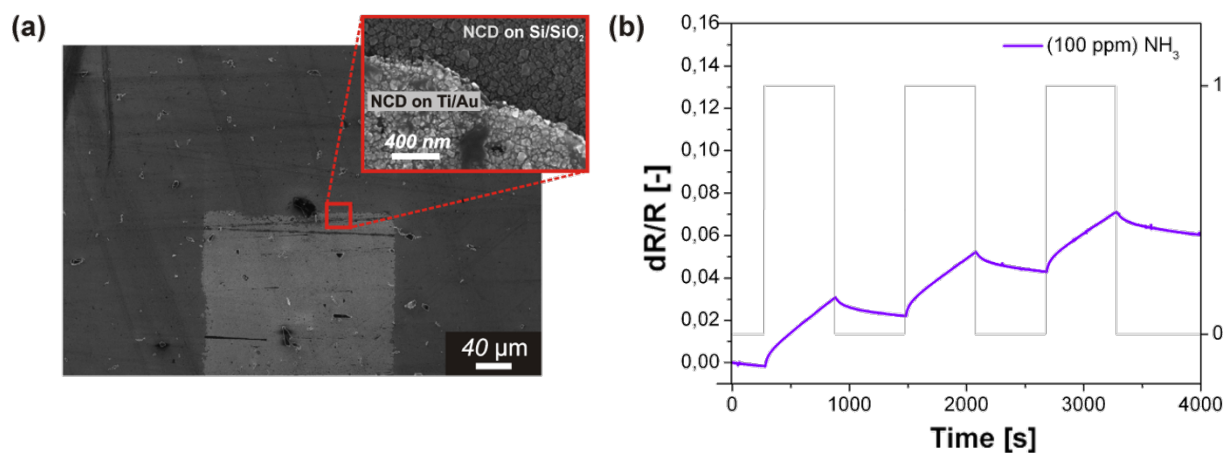 (a)
NCD on Si/SiO₂
NCD on Ti/Au
400 nm
40 µm
(b)
(100 ppm) NH₃
dR/R [-]
0,16
0,14
0,12
0,10
0,08
0,06
0,04
0,02
0,00
1
0
0
1000
2000
3000
4000
Time [s]